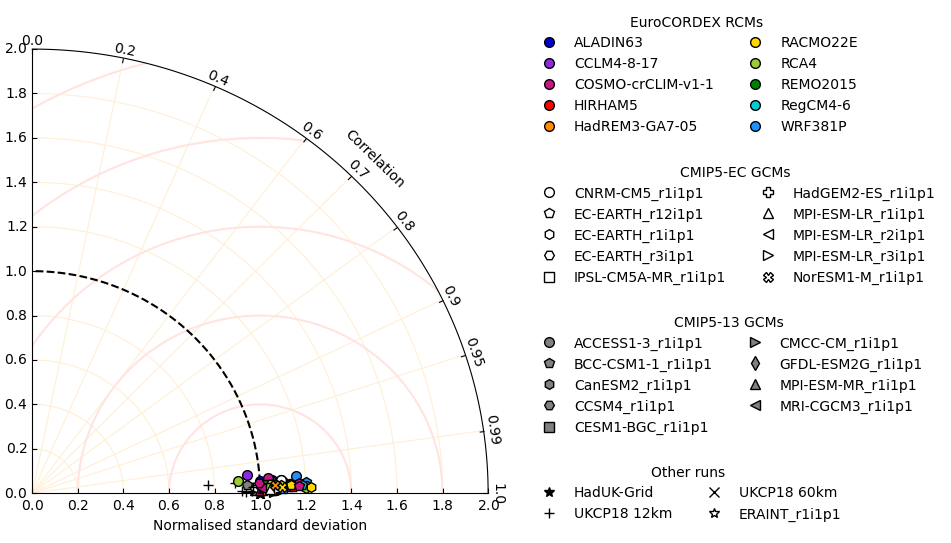 0.0
0.2
0.4
0.6
Correlation
0.7
0.8
0.9
0.95
0.99
1.0
2.0
1.8
1.6
1.4
1.2
1.0
0.8
0.6
0.4
0.2
0.0
0.0 0.2 0.4 0.6 0.8 1.0 1.2 1.4 1.6 1.8 2.0
Normalised standard deviation
EuroCORDEX RCMs
ALADIN63
CCLM4-8-17
COSMO-crCLIM-v1-1
HIRHAM5
HadREM3-GA7-05
RACMO22E
RCA4
REMO2015
RegCM4-6
WRF381P
CMIP5-EC GCMs
CNRM-CM5_r1i1p1
EC-EARTH_r12i1p1
EC-EARTH_r1i1p1
EC-EARTH_r3i1p1
IPSL-CM5A-MR_r1i1p1
HadGEM2-ES_r1i1p1
MPI-ESM-LR_r1i1p1
MPI-ESM-LR_r2i1p1
MPI-ESM-LR_r3i1p1
NorESM1-M_r1i1p1
CMIP5-13 GCMs
ACCESS1-3_r1i1p1
BCC-CSM1-1_r1i1p1
CanESM2_r1i1p1
CCSM4_r1i1p1
CESM1-BGC_r1i1p1
CMCC-CM_r1i1p1
GFDL-ESM2G_r1i1p1
MPI-ESM-MR_r1i1p1
MRI-CGCM3_r1i1p1
Other runs
HadUK-Grid
UKCP18 12km
UKCP18 60km
ERAINT_r1i1p1